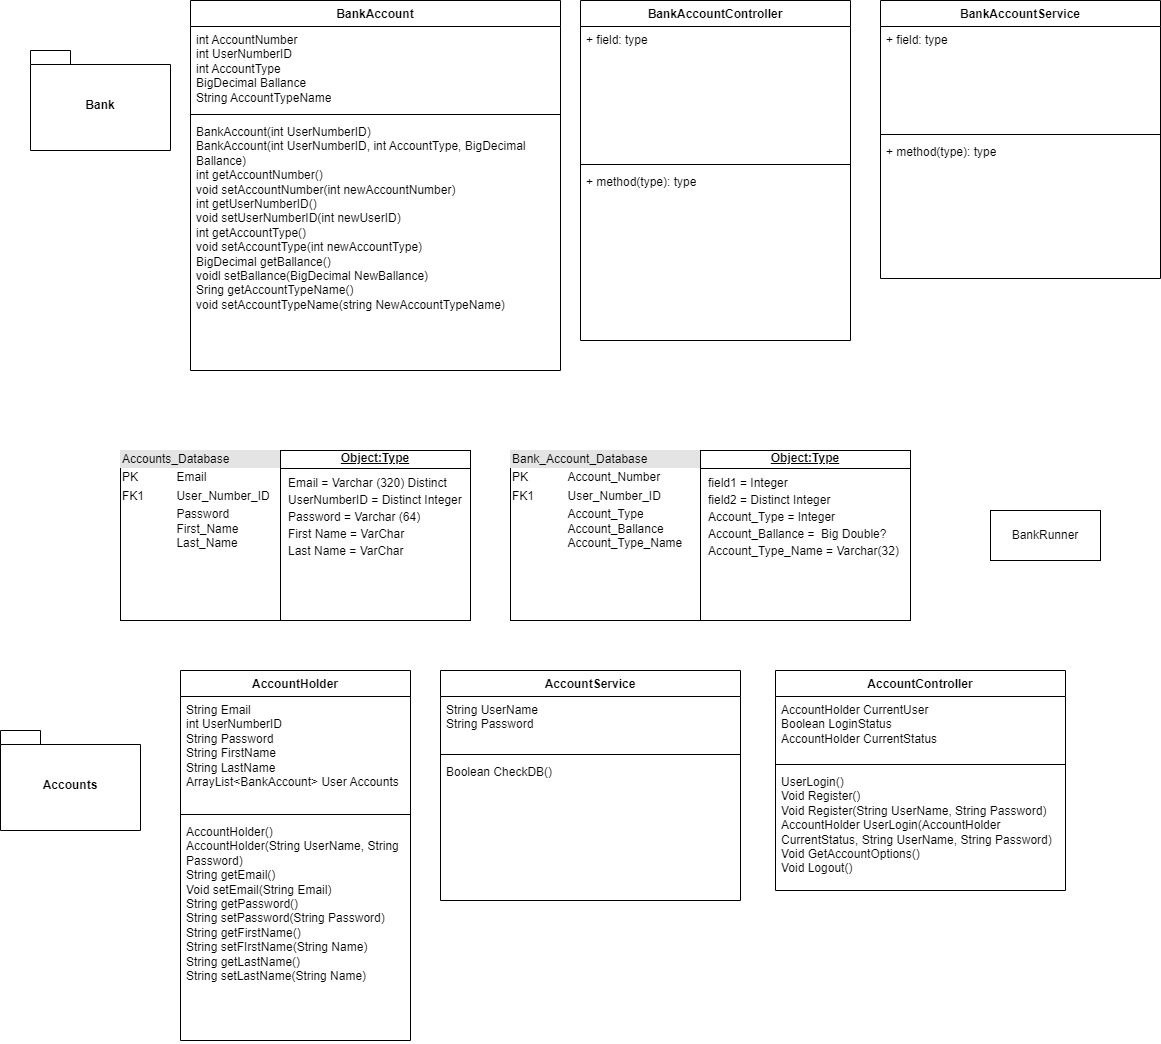 Bank
BankAccount
int AccountNumber
int UserNumberID
int AccountType
BigDecimal Ballance
String AccountTypeName
BankAccount(int UserNumberID)
BankAccount(int UserNumberID, int AccountType, BigDecimal
Ballance)
int getAccountNumber()
void setAccountNumber(int newAccountNumber)
int getUserNumberID()
void setUserNumberID(int newUserID)
int getAccountType()
void setAccountType(int newAccountType)
BigDecimal getBallance()
voidl setBallance(BigDecimal NewBallance)
Sring getAccountTypeName()
void setAccountTypeName(string NewAccountTypeName)
BankAccountController
+ field: type
+ method(type): type
BankAccountService
+ field: type
+ method(type): type
Accounts_Database
PK Email
FK1 User_Number_ID
Password
First_Name
Last_Name
Object:Type
Email = Varchar (320) Distinct
UserNumberID = Distinct Integer
Password = Varchar (64)
First Name = VarChar
Last Name = VarChar
Bank_Account_Database
PK Account_Number
FK1 User_Number_ID
Account_Type
Account_Ballance
Account_Type_Name
Object:Type
field1 = Integer
field2 = Distinct Integer
Account_Type = Integer
Account_Ballance = Big Double?
Account_Type_Name = Varchar(32)
BankRunner
Accounts
AccountHolder
String Email
int UserNumberID
String Password
String FirstName
String LastName
ArrayList<BankAccount> User Accounts
AccountHolder()
AccountHolder(String UserName, String
Password)
String getEmail()
Void setEmail(String Email)
String getPassword()
String setPassword(String Password)
String getFirstName()
String setFIrstName(String Name)
String getLastName()
String setLastName(String Name)
AccountService
String UserName
String Password
Boolean CheckDB()
AccountController
AccountHolder CurrentUser
Boolean LoginStatus
AccountHolder CurrentStatus
UserLogin()
Void Register()
Void Register(String UserName, String Password)
AccountHolder UserLogin(AccountHolder
CurrentStatus, String UserName, String Password)
Void GetAccountOptions()
Void Logout()